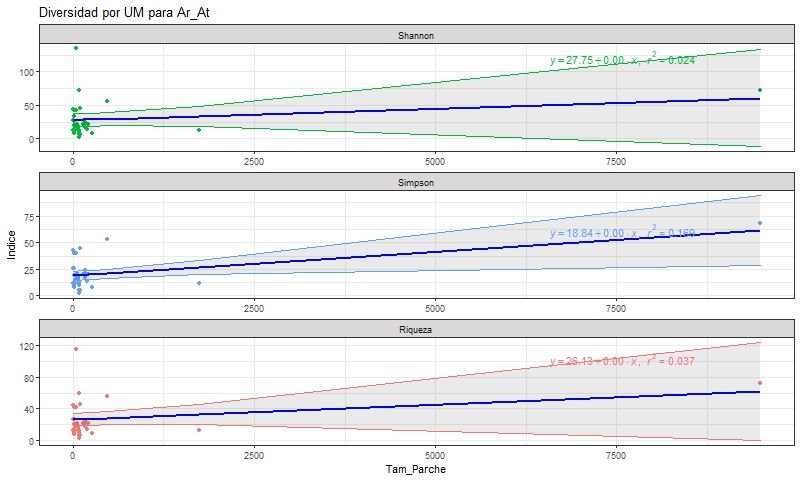 Diversidad por UM para Ar_At
Shannon
y = 27.75 + 0.00 · x, r² = 0.024
100
50
0
0 2500 5000 7500
Simpson
y = 18.84 + 0.00 · x, r² = 0.169
75
50
25
0
0 2500 5000 7500
Indice
Riqueza
y = 26.13 + 0.00 · x, r² = 0.037
120
80
40
0
0 2500 5000 7500
Tam_Parche